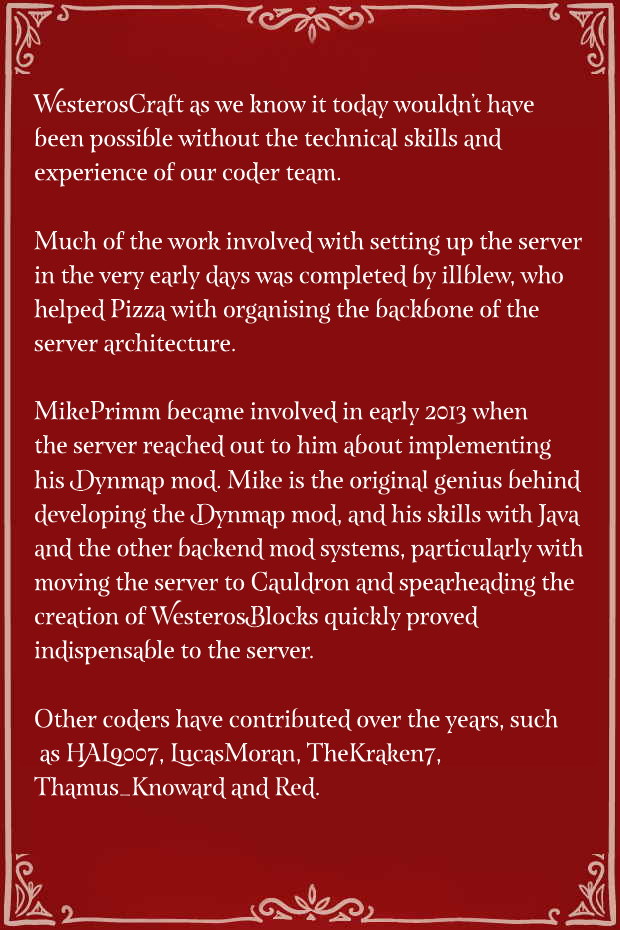 WesterosCraft as we know it today wouldn't have
been possible without the technical skills and
experience of our coder team.
Much of the work involved with setting up the server
in the very early days was completed by illblew, who
helped Pizza with organising the backbone of the
server architecture.
MikePrimm became involved in early 2013 when
the server reached out to him about implementing
his Dynmap mod. Mike is the original genius behind
developing the Dynmap mod, and his skills with Java
and the other backend mod systems, particularly with
moving the server to Cauldron and spearheading the
creation of WesterosBlocks quickly proved
indispensable to the server.
Other coders have contributed over the years, such
as HAL9007, LucasMoran, TheKraken7,
Thamus_Knoward and Red.